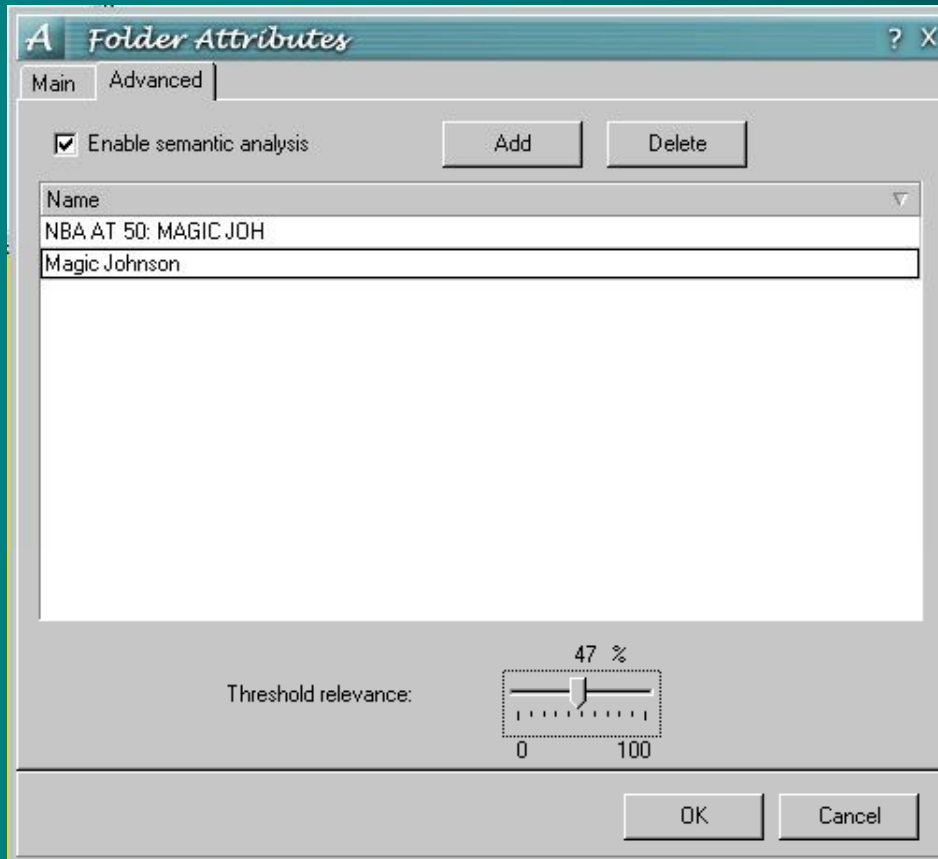 A Folder Attributes ? X
Main Advanced
Enable semantic analysis Add Delete
Name
NBA AT 50: MAGIC JOH
Magic Johnson
47 %
Threshold relevance:
0 100
OK Cancel